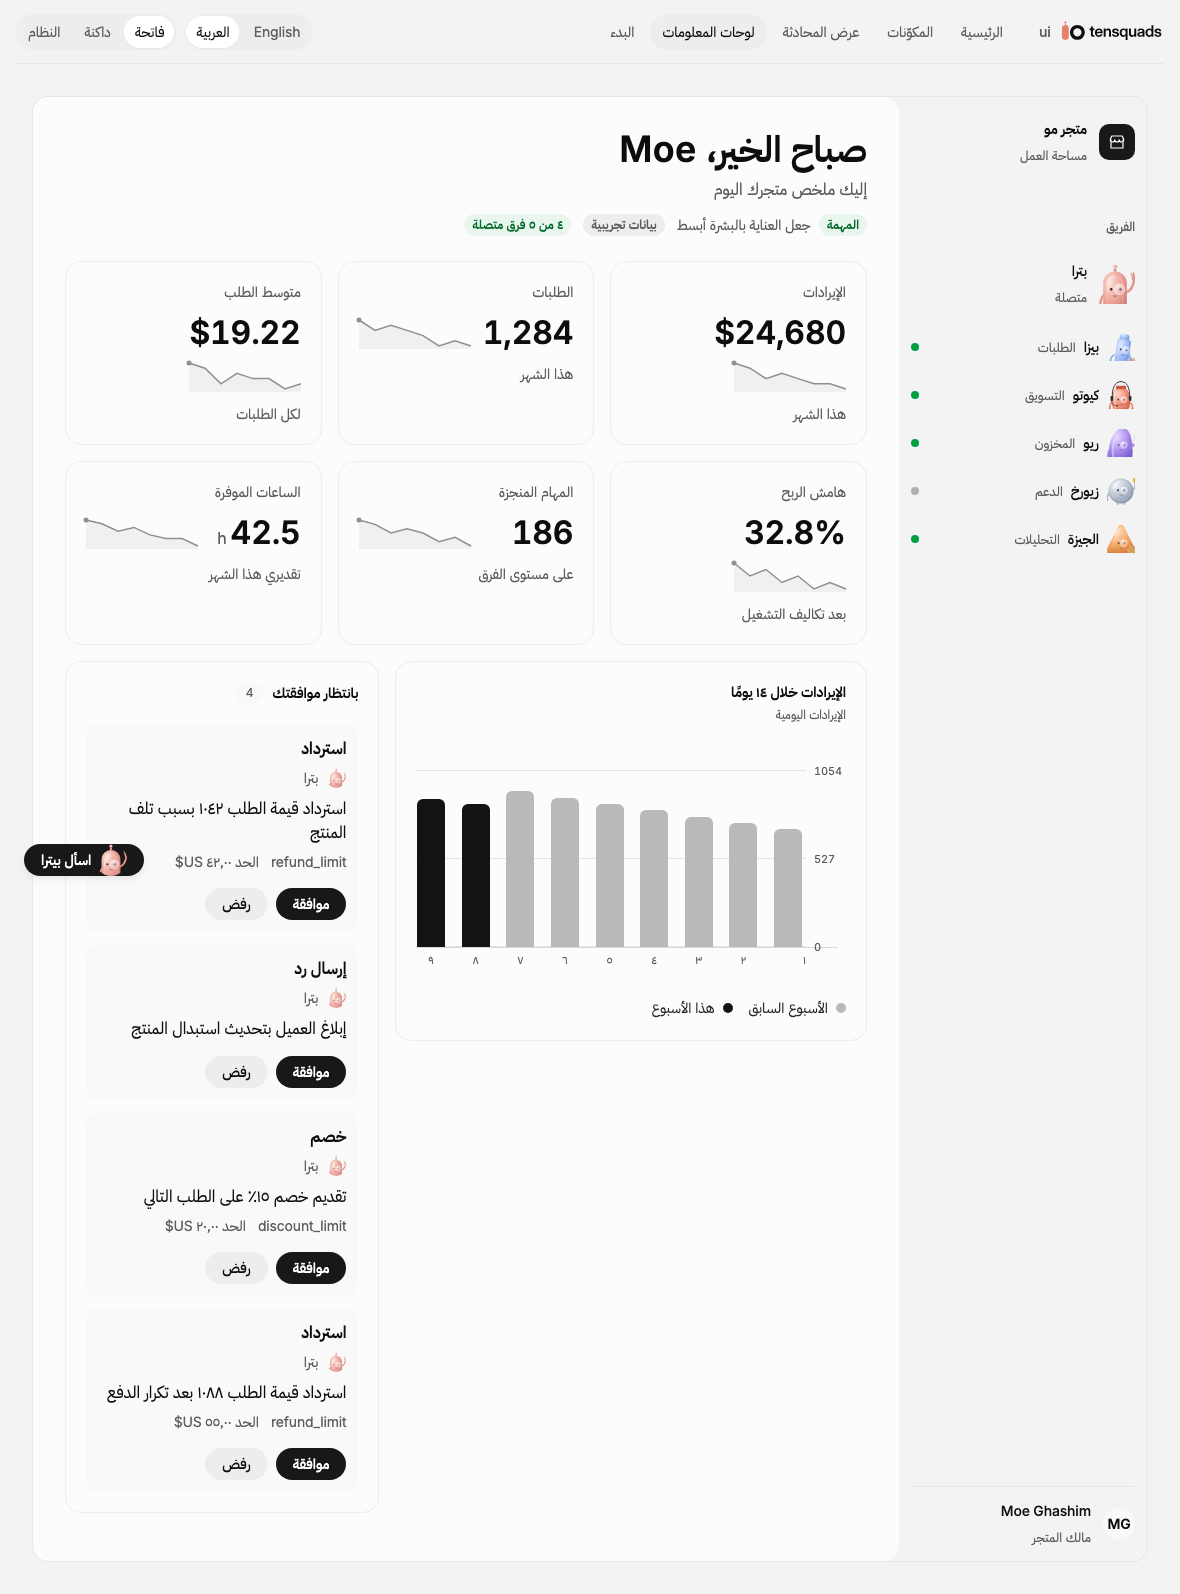 tensquads ui
الرئيسية
المكوّنات
عرض المحادثة
لوحات المعلومات
البدء
English
العربية
فاتحة
داكنة
النظام
متجر مو
مساحة العمل
الفريق
بترا
متصلة
بيزا الطلبات
كيوتو التسويق
ريو المخزون
زيورخ الدعم
الجيزة التحليلات
Moe Ghashim
مالك المتجر
MG
صباح الخير، Moe
إليك ملخص متجرك اليوم
المهمة جعل العناية بالبشرة أبسط بيانات تجريبية ٤ من ٥ فرق متصلة
الإيرادات
$24,680
هذا الشهر
الطلبات
1,284
هذا الشهر
متوسط الطلب
$19.22
لكل الطلبات
هامش الربح
32.8%
بعد تكاليف التشغيل
المهام المنجزة
186
على مستوى الفرق
الساعات الموفرة
42.5 h
تقديري هذا الشهر
الإيرادات خلال ١٤ يومًا
الإيرادات اليومية
1054
527
0
١ ٢ ٣ ٤ ٥ ٦ ٧ ٨ ٩
الأسبوع السابق
هذا الأسبوع
بانتظار موافقتك 4
استرداد
بترا
استرداد قيمة الطلب ١٠٤٢ بسبب تلف
المنتج
refund_limit الحد ٤٢,٠٠ US$
موافقة رفض
إرسال رد
بترا
إبلاغ العميل بتحديث استبدال المنتج
موافقة رفض
خصم
بترا
تقديم خصم ١٥٪ على الطلب التالي
discount_limit الحد ٢٠,٠٠ US$
موافقة رفض
استرداد
بترا
استرداد قيمة الطلب ١٠٨٨ بعد تكرار الدفع
refund_limit الحد ٥٥,٠٠ US$
موافقة رفض
اسأل بيترا